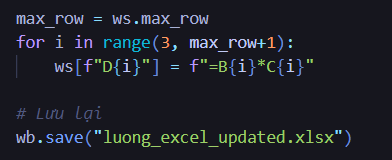 max_row = ws.max_row
for i in range(3, max_row+1):
    ws[f"D{i}"] = f"=B{i}*C{i}"
# Lưu lại
wb.save("luong_excel_updated.xlsx")